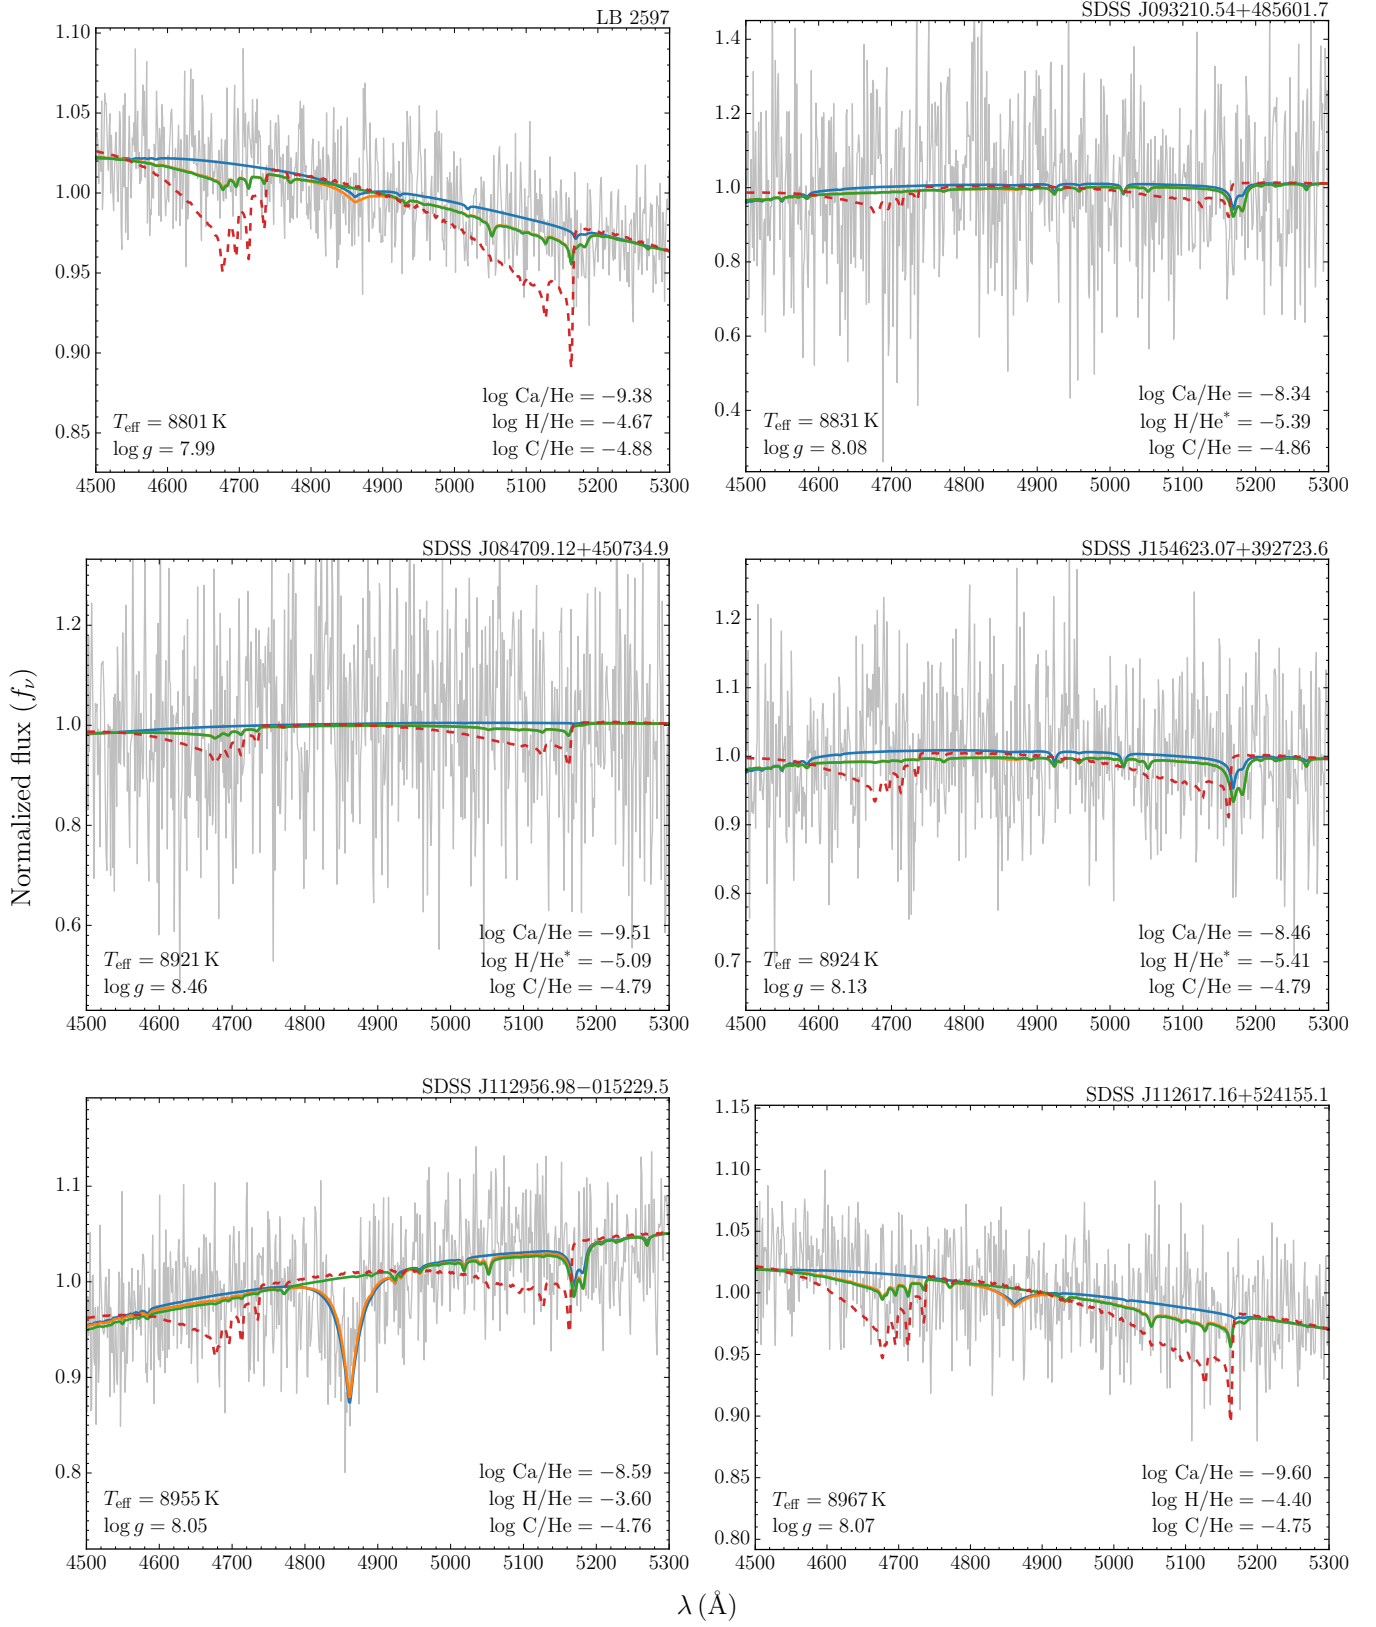 LB 2597
1.10
1.05
1.00
0.95
0.90
0.85
log Ca/He = −9.38
T_eff = 8801 K
log H/He = −4.67
log g = 7.99
log C/He = −4.88
4500 4600 4700 4800 4900 5000 5100 5200 5300
SDSS J093210.54+485601.7
1.4
1.2
1.0
0.8
0.6
0.4
log Ca/He = −8.34
T_eff = 8831 K
log H/He* = −5.39
log g = 8.08
log C/He = −4.86
4500 4600 4700 4800 4900 5000 5100 5200 5300
SDSS J084709.12+450734.9
1.2
1.0
0.8
0.6
log Ca/He = −9.51
T_eff = 8921 K
log H/He* = −5.09
log g = 8.46
log C/He = −4.79
4500 4600 4700 4800 4900 5000 5100 5200 5300
SDSS J154623.07+392723.6
1.2
1.1
1.0
0.9
0.8
0.7
log Ca/He = −8.46
T_eff = 8924 K
log H/He* = −5.41
log g = 8.13
log C/He = −4.79
4500 4600 4700 4800 4900 5000 5100 5200 5300
Normalized flux (f_ν)
SDSS J112956.98−015229.5
1.1
1.0
0.9
0.8
log Ca/He = −8.59
T_eff = 8955 K
log H/He = −3.60
log g = 8.05
log C/He = −4.76
4500 4600 4700 4800 4900 5000 5100 5200 5300
SDSS J112617.16+524155.1
1.15
1.10
1.05
1.00
0.95
0.90
0.85
0.80
log Ca/He = −9.60
T_eff = 8967 K
log H/He = −4.40
log g = 8.07
log C/He = −4.75
4500 4600 4700 4800 4900 5000 5100 5200 5300
λ (Å)